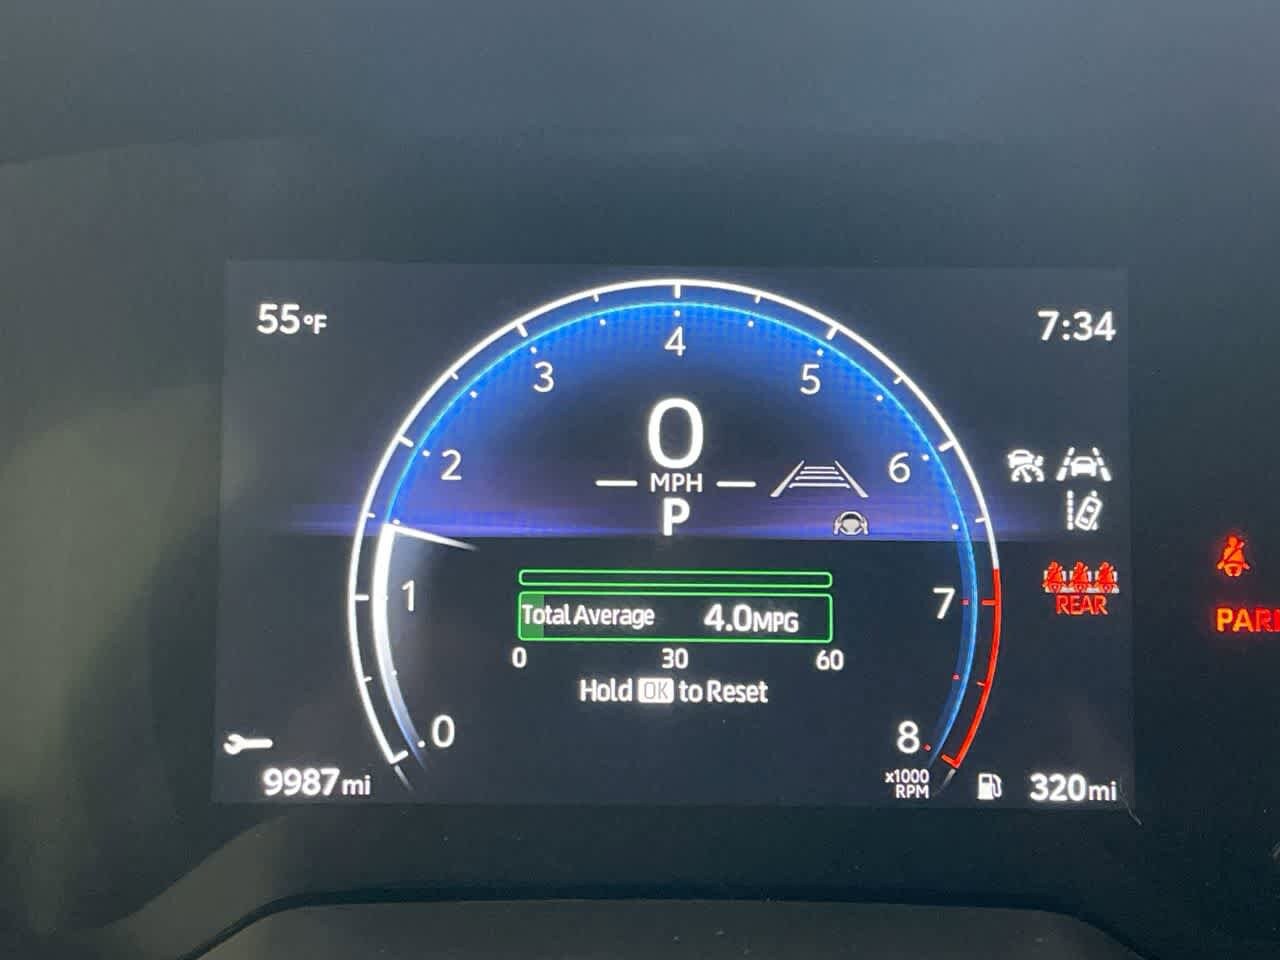 55°F
7:34
4
3
5
0
2
6
MPH
P
1
7
REAR
Total Average 4.0MPG
0 30 60
Hold OK to Reset
0
8
x1000
RPM
9987mi
320mi